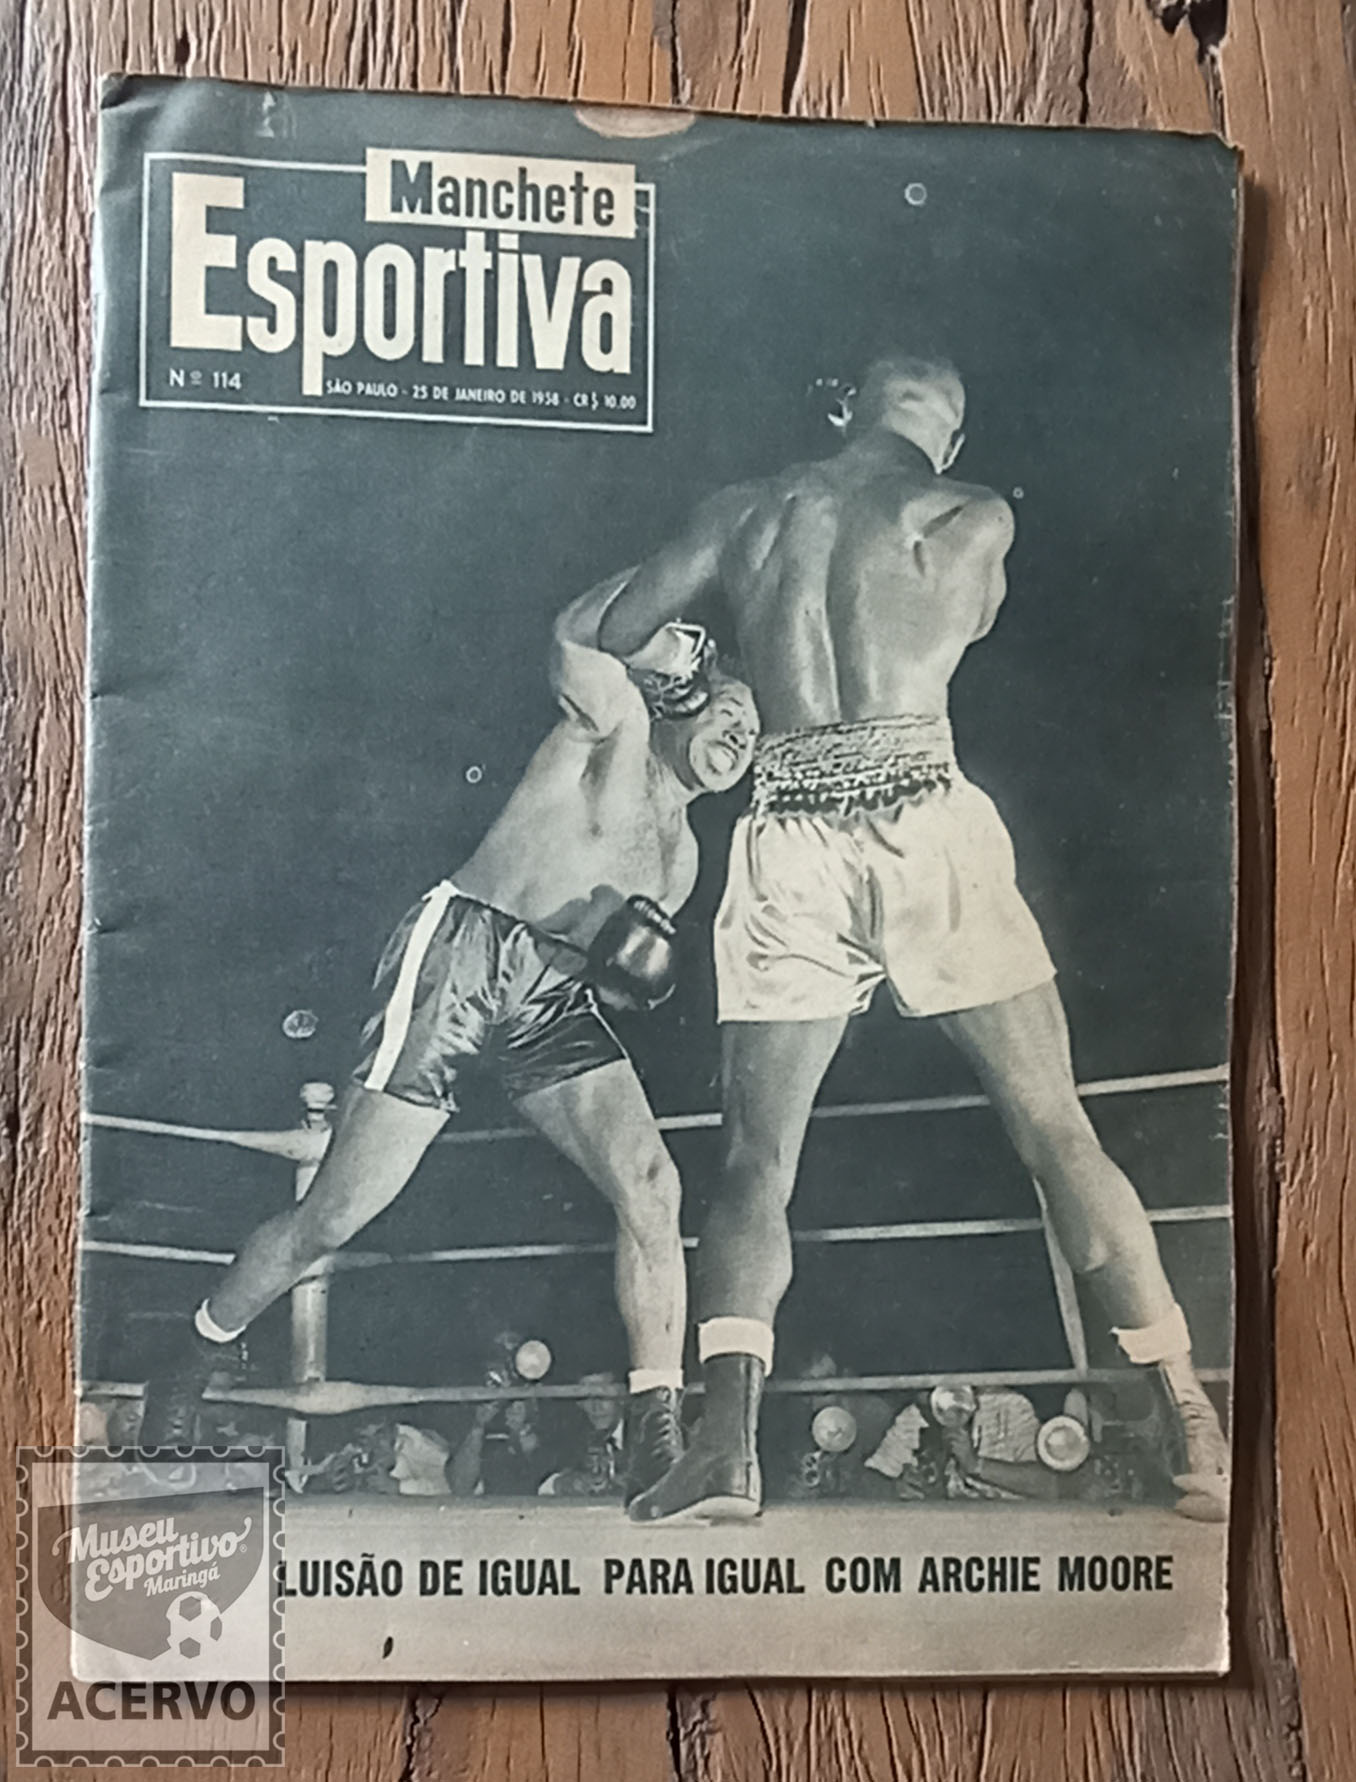 Manchete
Esportiva
Nº 114
SÃO PAULO - 25 DE JANEIRO DE 1958 - CR$ 10.00
LUISÃO DE IGUAL PARA IGUAL COM ARCHIE MOORE
Museu
Esportivo®
Maringá
ACERVO